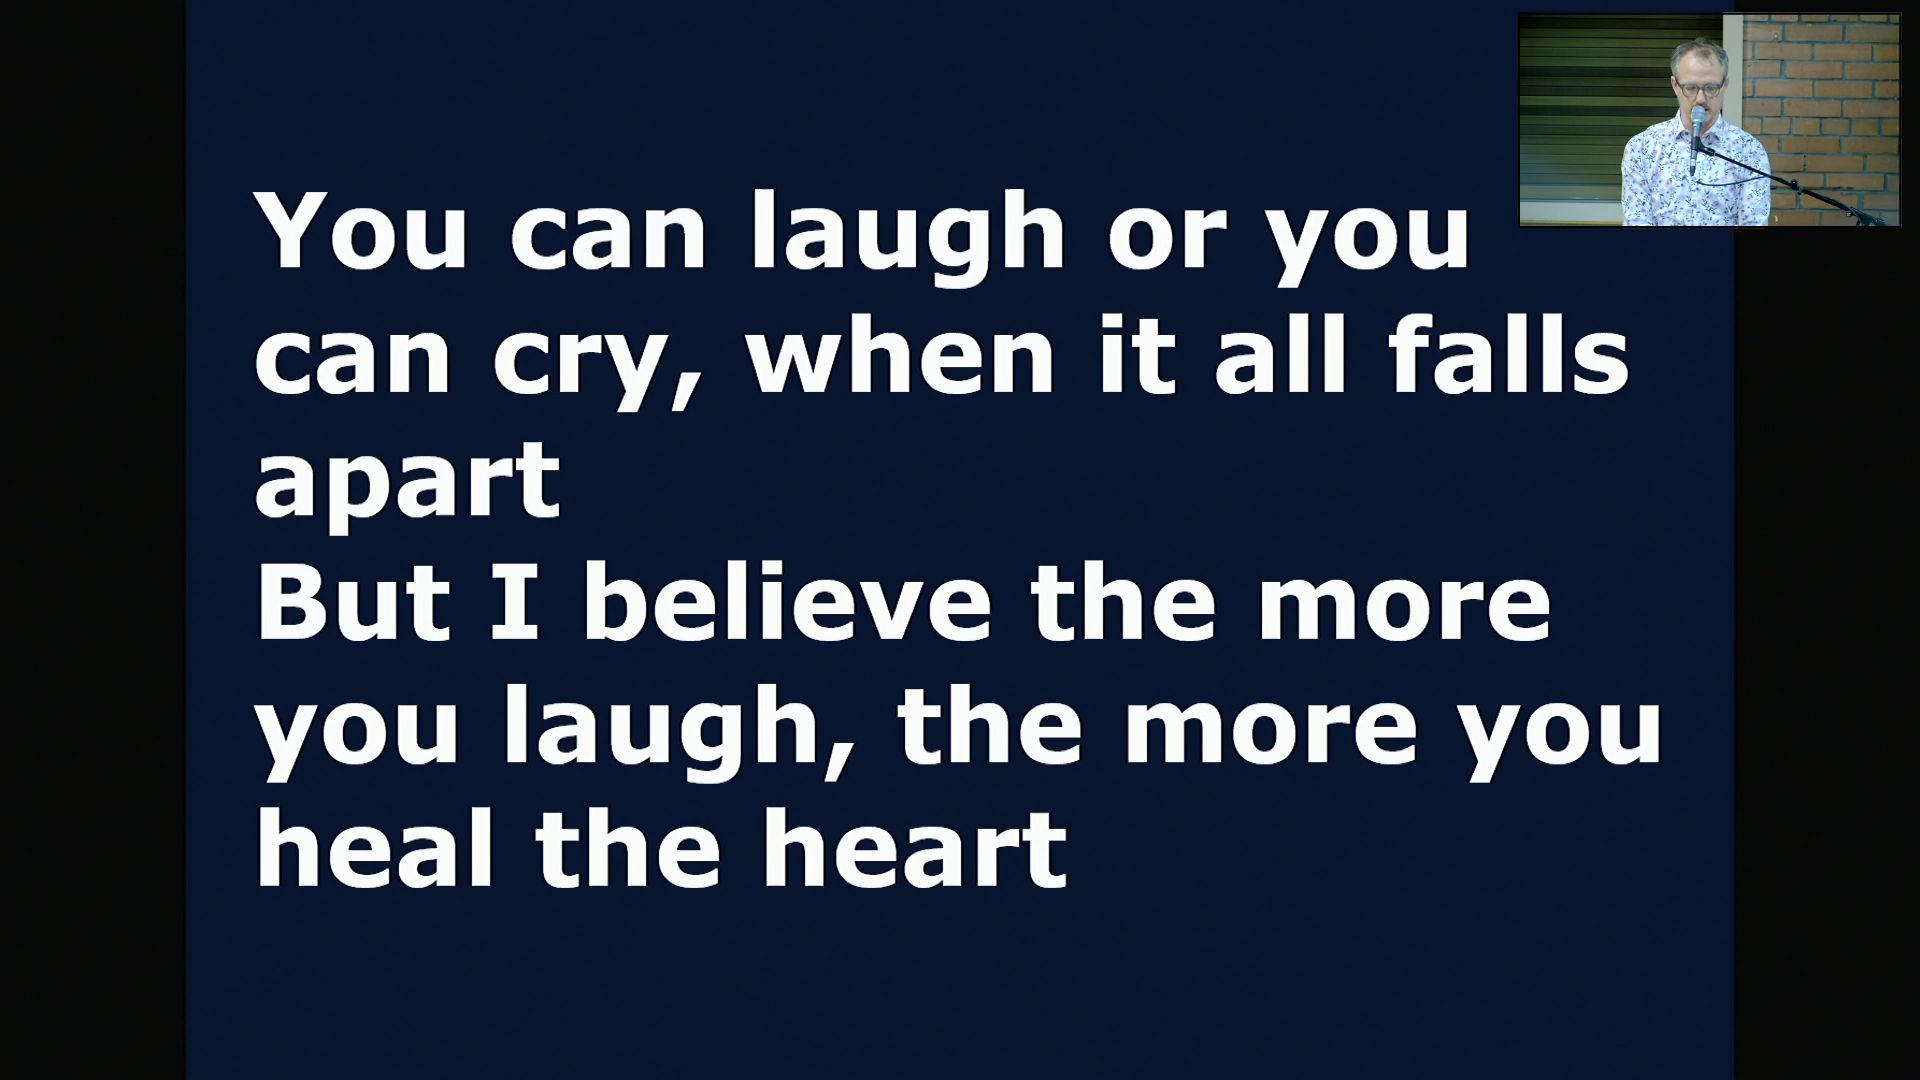 You can laugh or you
can cry, when it all falls
apart
But I believe the more
you laugh, the more you
heal the heart